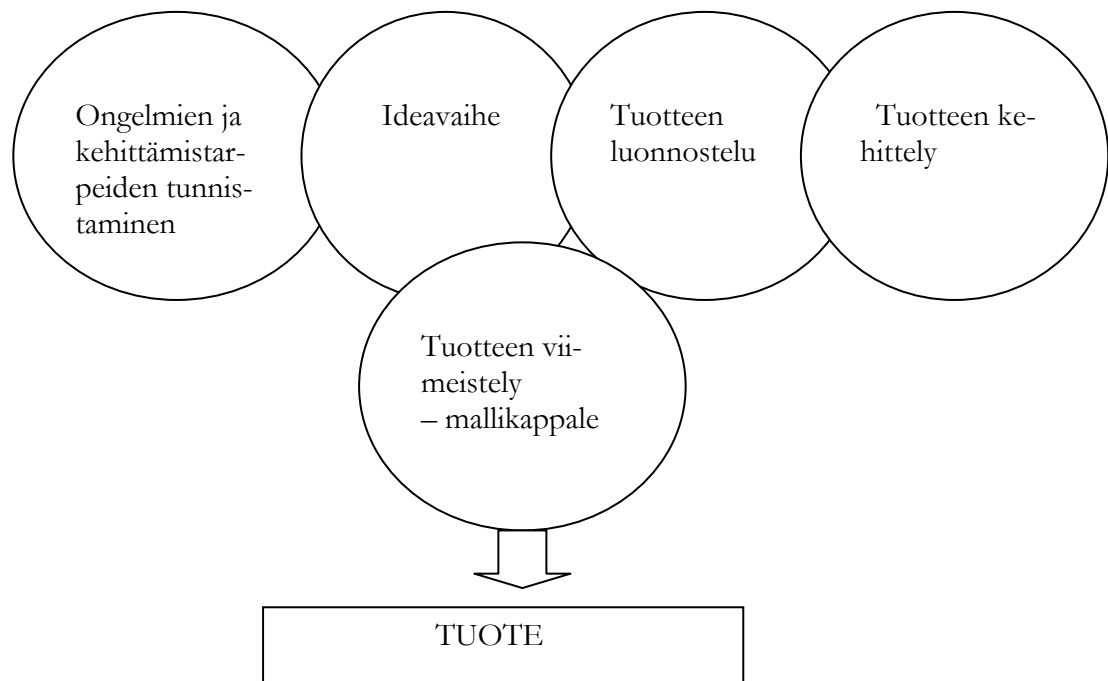 Ongelmien ja
kehittämistar-
peiden tunnis-
taminen
Ideavaihe
Tuotteen
luonnostelu
Tuotteen ke-
hittely
Tuotteen vii-
meistely
– mallikappale
TUOTE